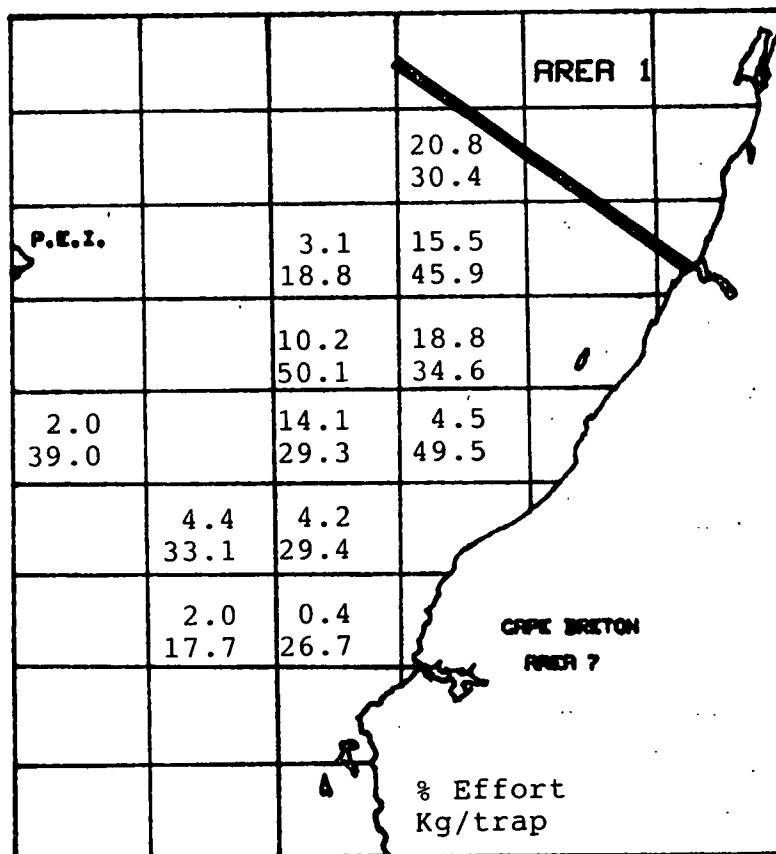 AREA 1
20.8
30.4
P.E.I.
3.1 15.5
18.8 45.9
10.2 18.8
50.1 34.6
2.0 14.1 4.5
39.0 29.3 49.5
4.4 4.2
33.1 29.4
2.0 0.4
17.7 26.7
CAPE BRETON
AREA 7
% Effort
Kg/trap